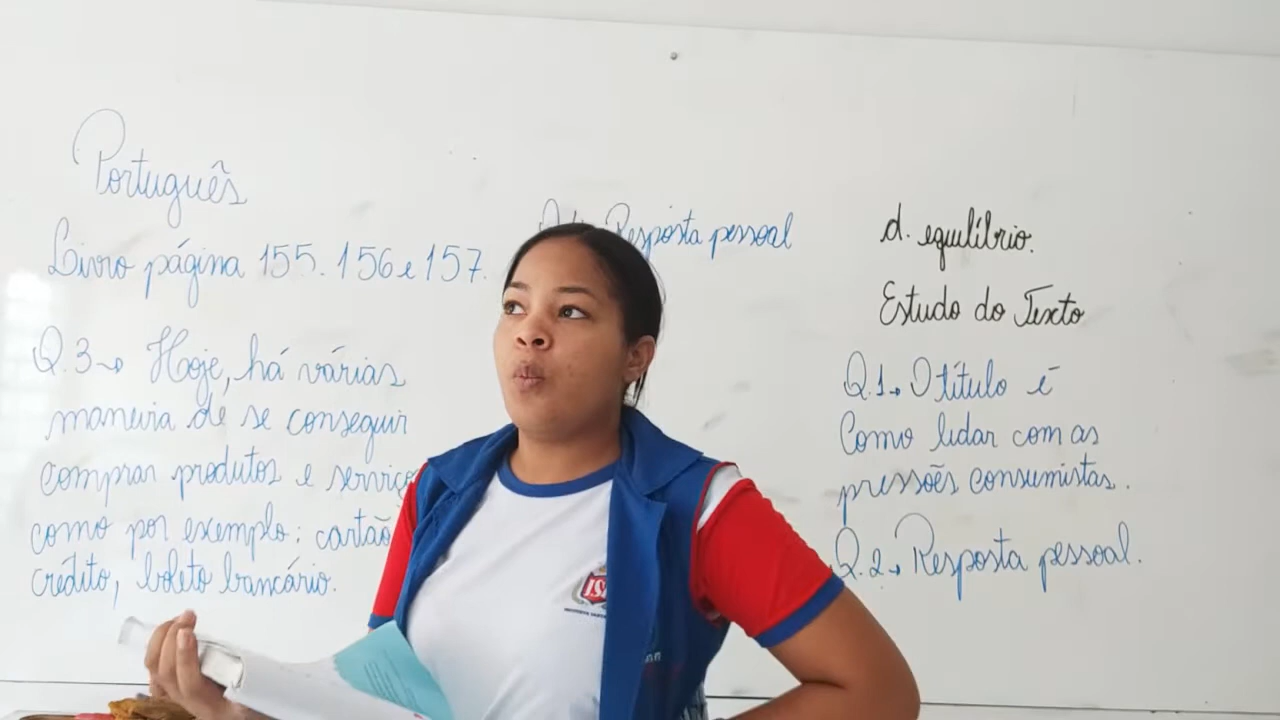 Português
Livro página 155. 156 e 157.
Q.3→ Hoje, há várias
maneira de se conseguir
comprar produtos e serviço
como por exemplo: cartão
crédito, boleto bancário.
Resposta pessoal
d. equilíbrio.
Estudo do Texto
Q.1→ O título é
Como lidar com as
pressões consumistas.
Q.2→ Resposta pessoal.